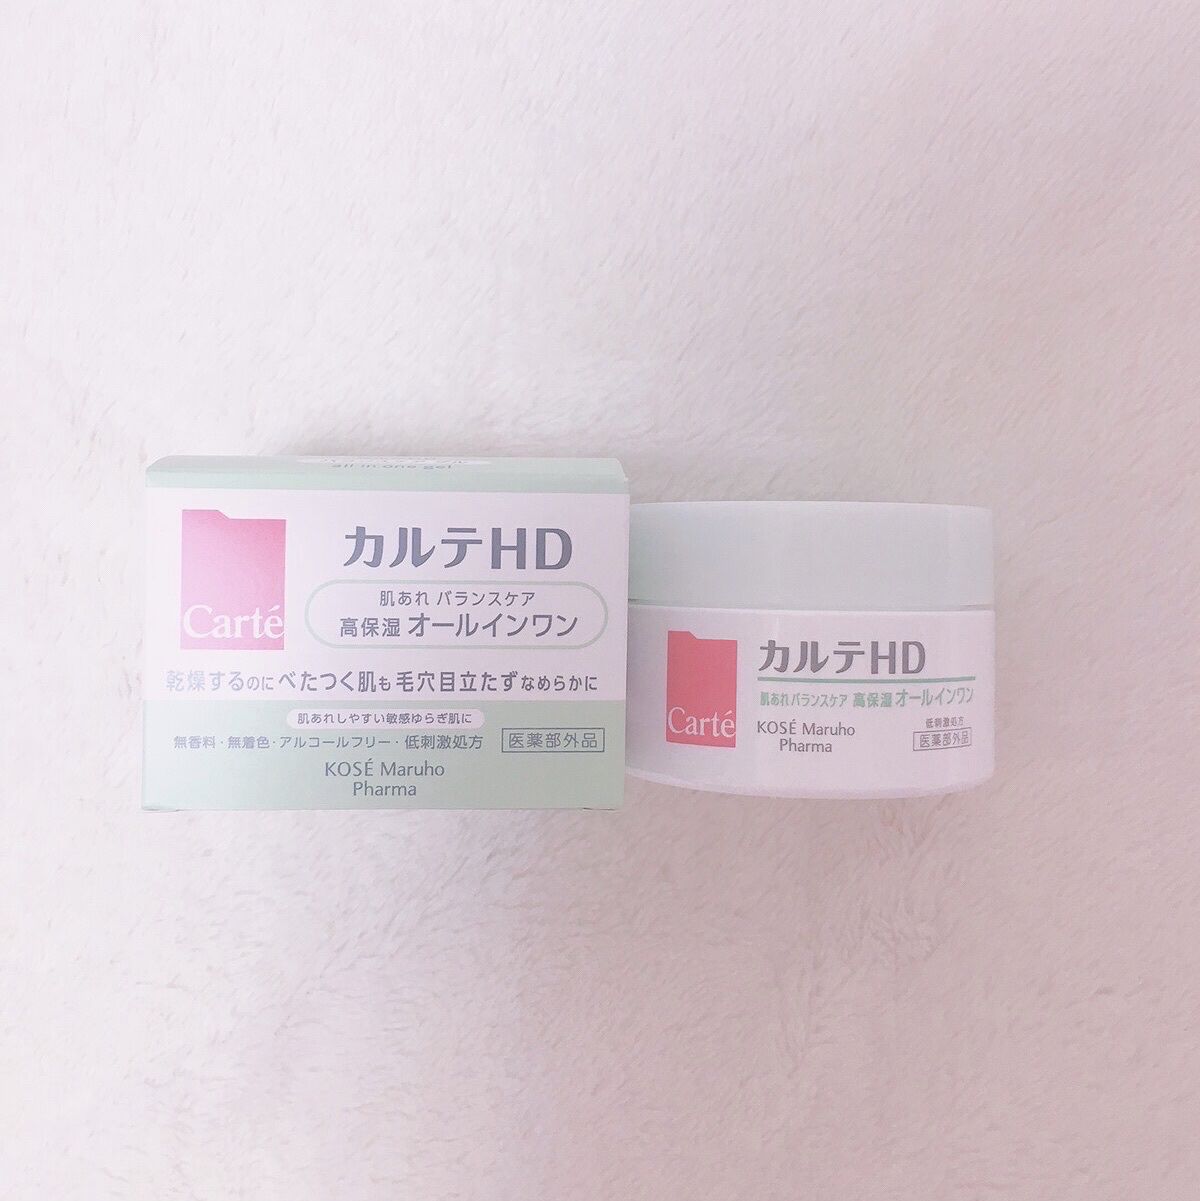 all in one gel
Carté
カルテHD
肌あれ バランスケア
高保湿 オールインワン
乾燥するのにべたつく肌も毛穴目立たずなめらかに
肌あれしやすい敏感ゆらぎ肌に
無香料・無着色・アルコールフリー・低刺激処方 医薬部外品
KOSÉ Maruho
Pharma
Carté
カルテHD
肌あれバランスケア 高保湿 オールインワン
KOSÉ Maruho
Pharma
低刺激処方
医薬部外品